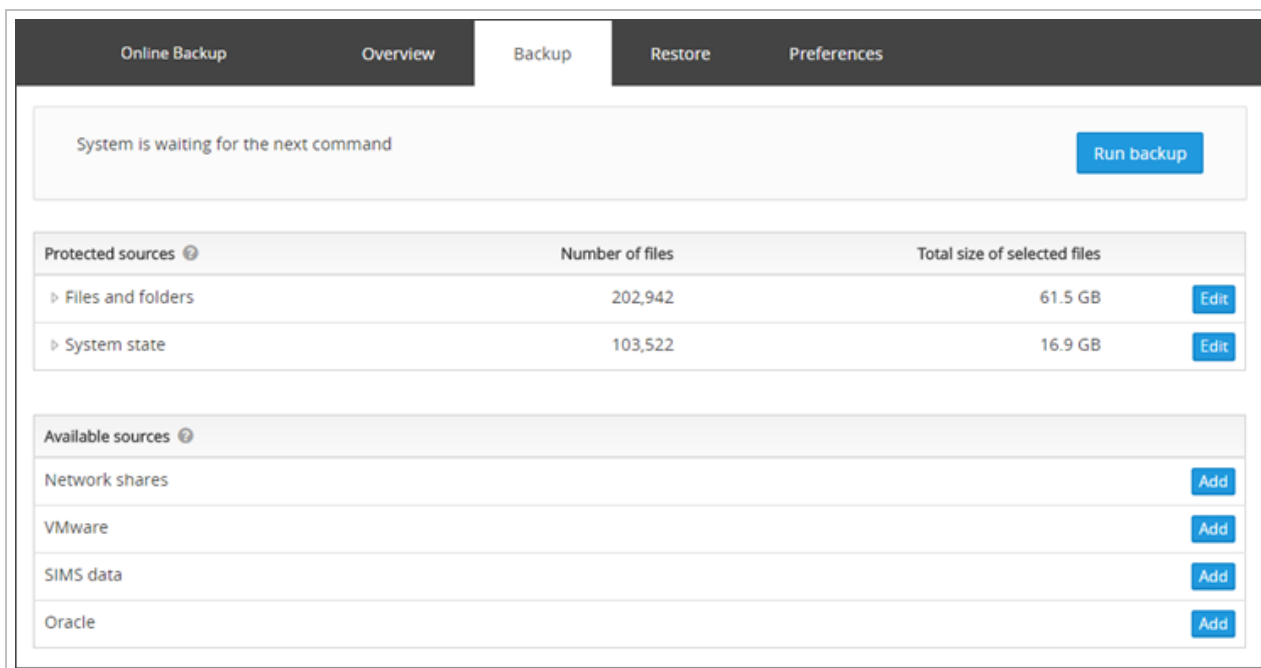 Online Backup Overview Backup Restore Preferences
System is waiting for the next command Run backup
Protected sources ? Number of files Total size of selected files
Files and folders 202,942 61.5 GB Edit
System state 103,522 16.9 GB Edit
Available sources ?
Network shares Add
VMware Add
SIMS data Add
Oracle Add